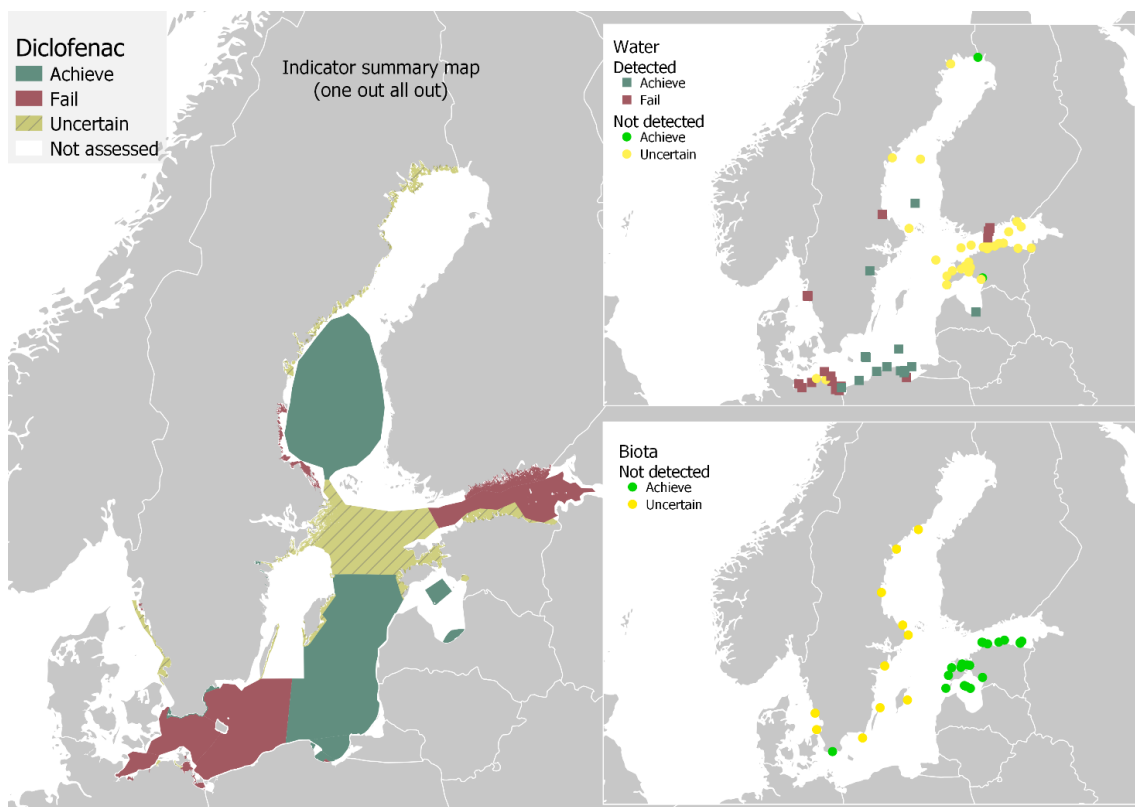 Diclofenac
Achieve
Fail
Uncertain
Not assessed
Indicator summary map
(one out all out)
Water
Detected
Achieve
Fail
Not detected
Achieve
Uncertain
Biota
Not detected
Achieve
Uncertain